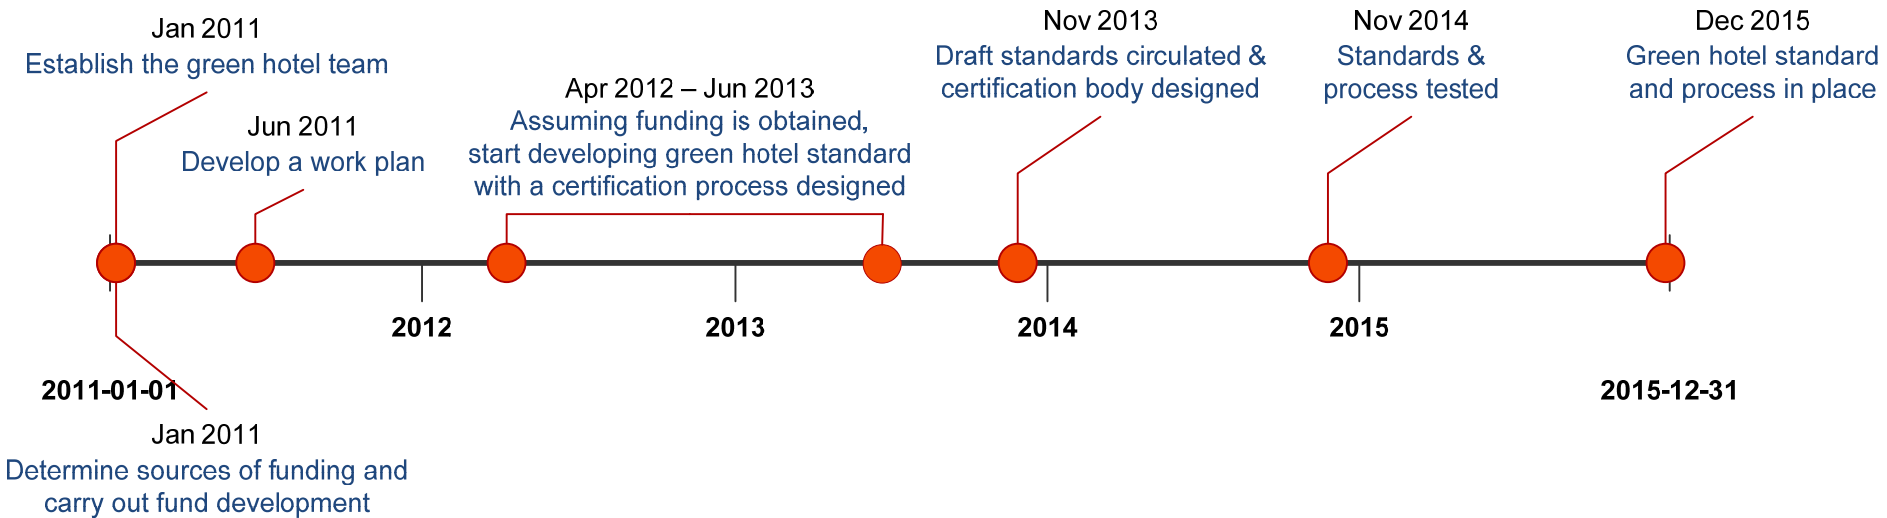 Jan 2011
Establish the green hotel team
Jun 2011
Develop a work plan
Apr 2012 – Jun 2013
Assuming funding is obtained,
start developing green hotel standard
with a certification process designed
Nov 2013
Draft standards circulated &
certification body designed
Nov 2014
Standards &
process tested
Dec 2015
Green hotel standard
and process in place
2012
2013
2014
2015
2011-01-01
2015-12-31
Jan 2011
Determine sources of funding and
carry out fund development